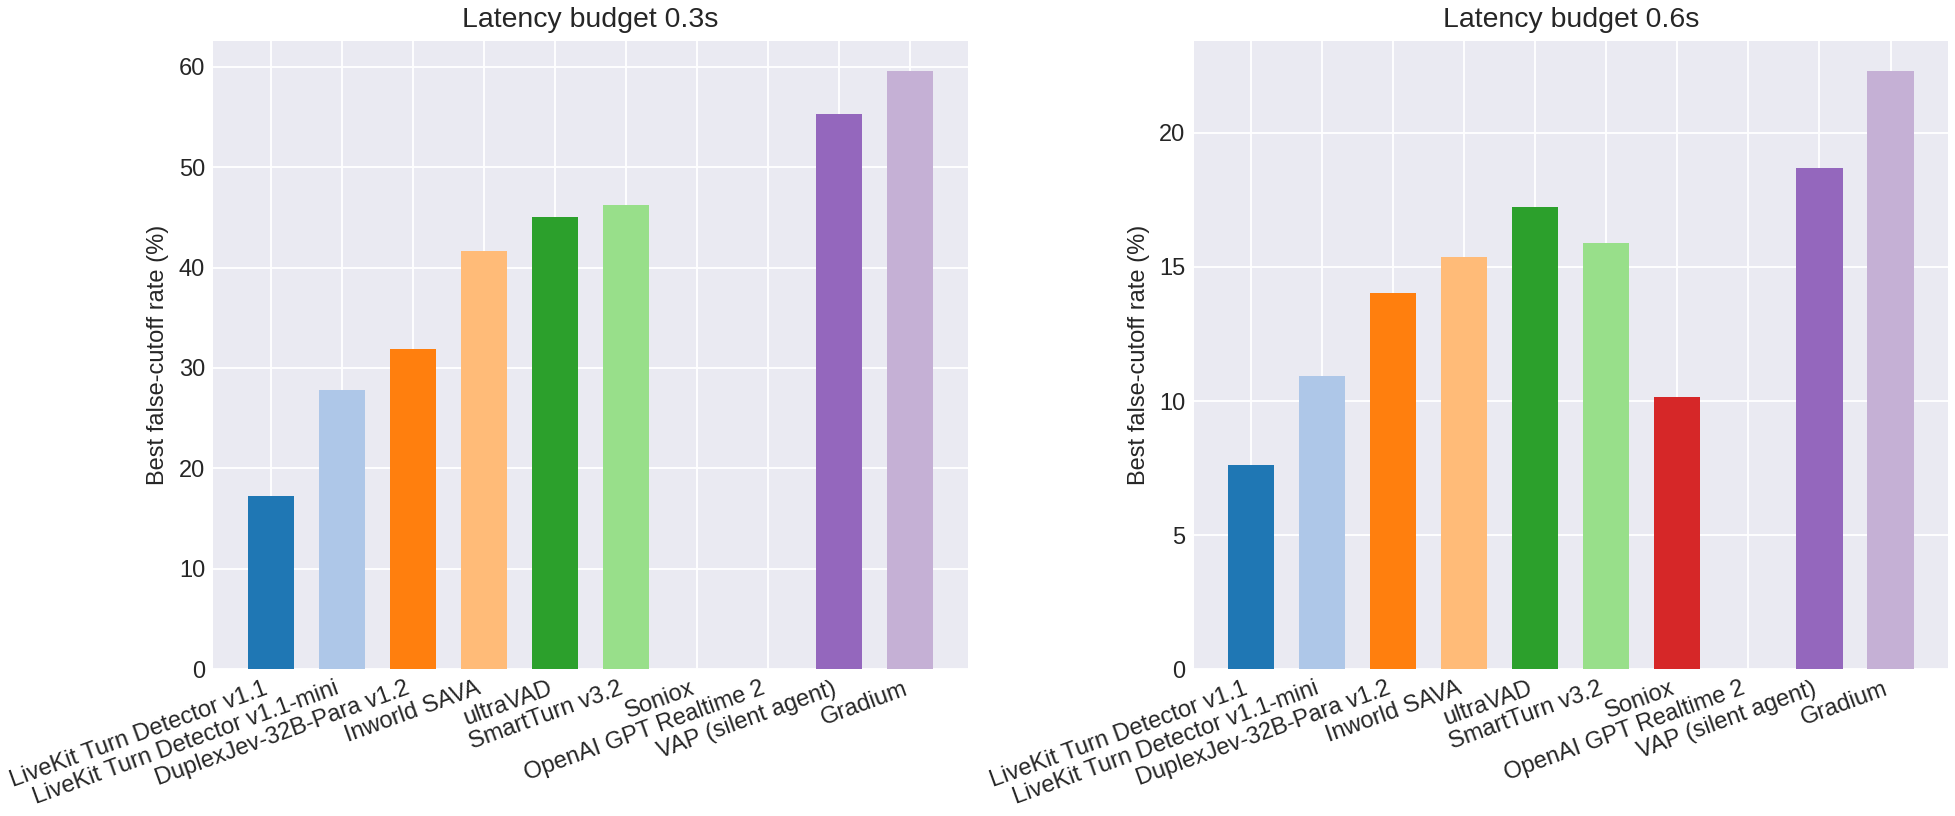 Latency budget 0.3s
Best false-cutoff rate (%)
60
50
40
30
20
10
0
LiveKit Turn Detector v1.1
LiveKit Turn Detector v1.1-mini
DuplexJev-32B-Para v1.2
Inworld SAVA
ultraVAD
SmartTurn v3.2
Soniox
OpenAI GPT Realtime 2
VAP (silent agent)
Gradium
Latency budget 0.6s
Best false-cutoff rate (%)
20
15
10
5
0
LiveKit Turn Detector v1.1
LiveKit Turn Detector v1.1-mini
DuplexJev-32B-Para v1.2
Inworld SAVA
ultraVAD
SmartTurn v3.2
Soniox
OpenAI GPT Realtime 2
VAP (silent agent)
Gradium